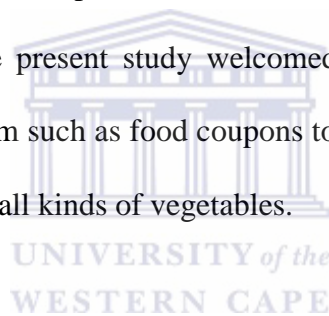 e present study welcomed
m such as food coupons to
all kinds of vegetables.
UNIVERSITY of the
WESTERN CAPE